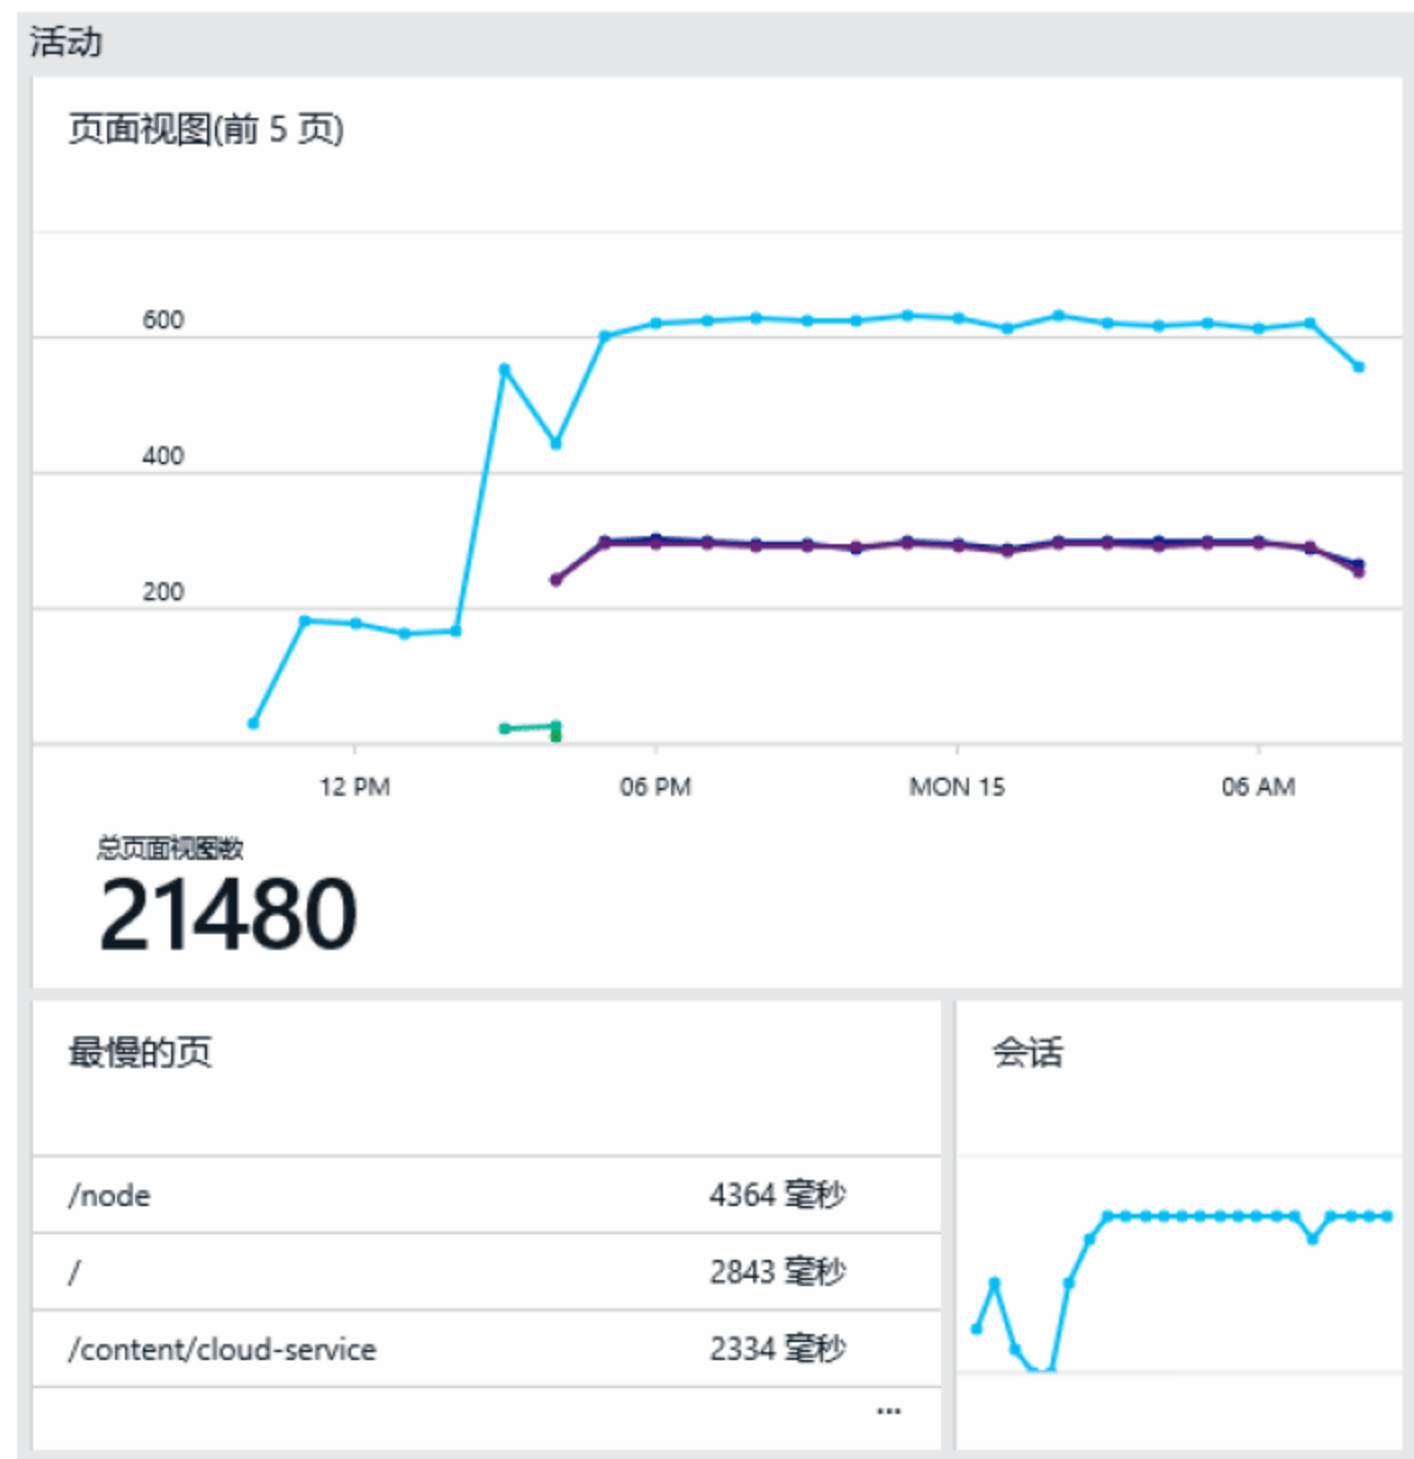 活动
页面视图(前 5 页)
600
400
200
12 PM 06 PM MON 15 06 AM
总页面视图数
21480
最慢的页
/node 4364 毫秒
/ 2843 毫秒
/content/cloud-service 2334 毫秒
...
会话